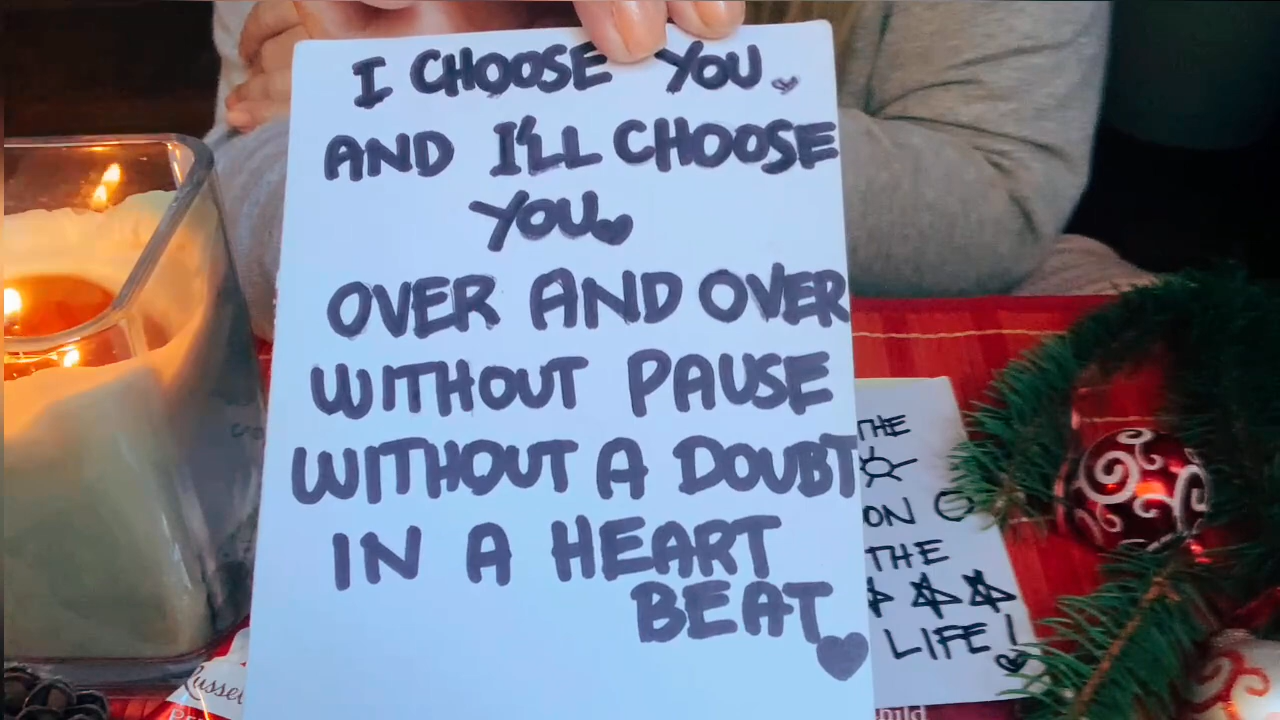 I CHOOSE YOU.
AND I'LL CHOOSE
YOU
OVER AND OVER
WITHOUT PAUSE
WITHOUT A DOUBT
IN A HEART
BEAT
THE
ON
THE
LIFE!
Russel